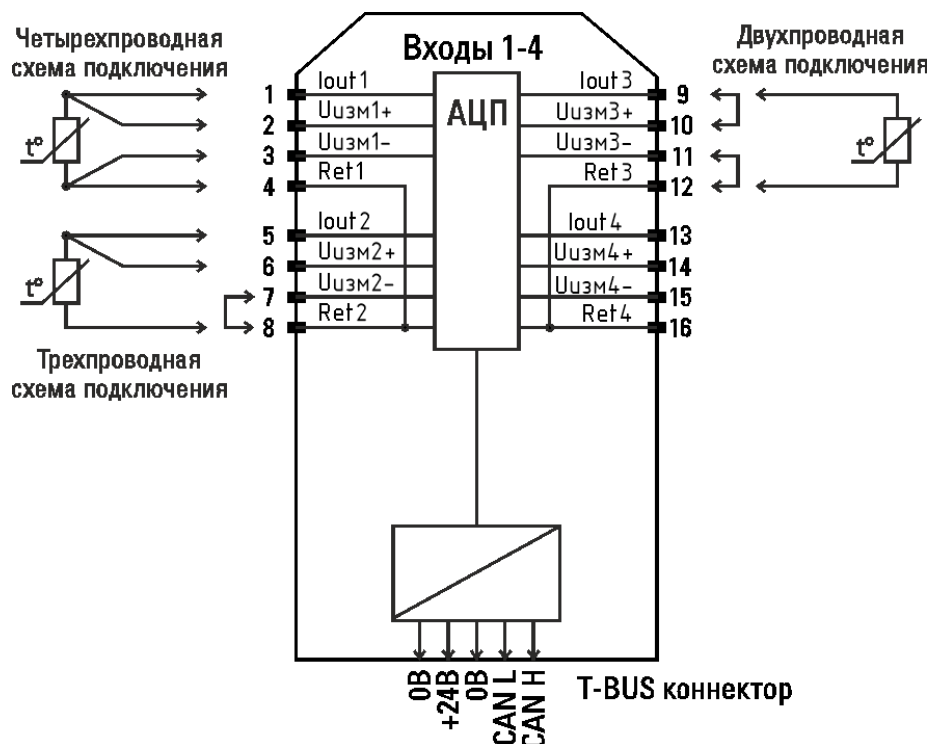 Четырехпроводная
схема подключения
Входы 1-4
Двухпроводная
схема подключения
АЦП
t°
1 Iout1
2 Uизм1+
3 Uизм1-
4 Ret1
t°
5 Iout2
6 Uизм2+
7 Uизм2-
8 Ret2
Iout3 9
Uизм3+ 10
Uизм3- 11
Ret3 12
t°
Iout4 13
Uизм4+ 14
Uизм4- 15
Ret4 16
Трехпроводная
схема подключения
0В
+24В
0В
CAN L
CAN H
T-BUS коннектор